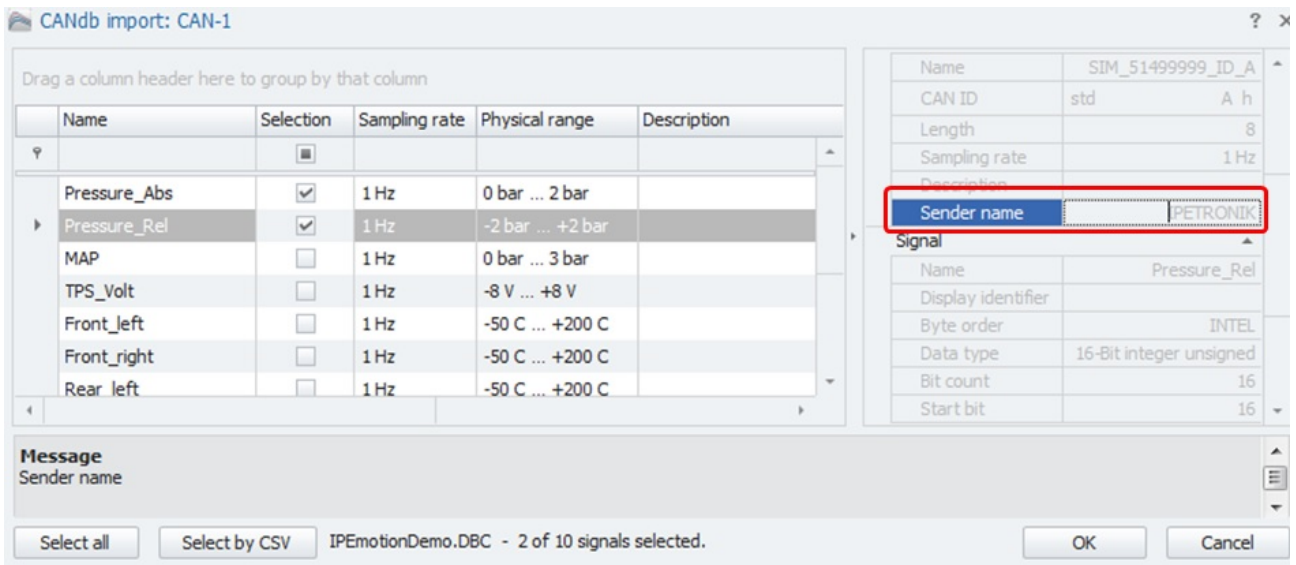 CANdb import: CAN-1 ?
Drag a column header here to group by that column
Name Selection Sampling rate Physical range Description
Pressure_Abs 1 Hz 0 bar ... 2 bar
Pressure_Rel 1 Hz -2 bar ... +2 bar
MAP 1 Hz 0 bar ... 3 bar
TPS_Volt 1 Hz -8 V ... +8 V
Front_left 1 Hz -50 C ... +200 C
Front_right 1 Hz -50 C ... +200 C
Rear left 1 Hz -50 C ... +200 C
Name SIM_51499999_ID_A
CAN ID std A h
Length 8
Sampling rate 1 Hz
Description
Sender name IPETRONIK
Signal
Name Pressure_Rel
Display identifier
Byte order INTEL
Data type 16-Bit integer unsigned
Bit count 16
Start bit 16
Message
Sender name
Select all Select by CSV IPEmotionDemo.DBC - 2 of 10 signals selected. OK Cancel